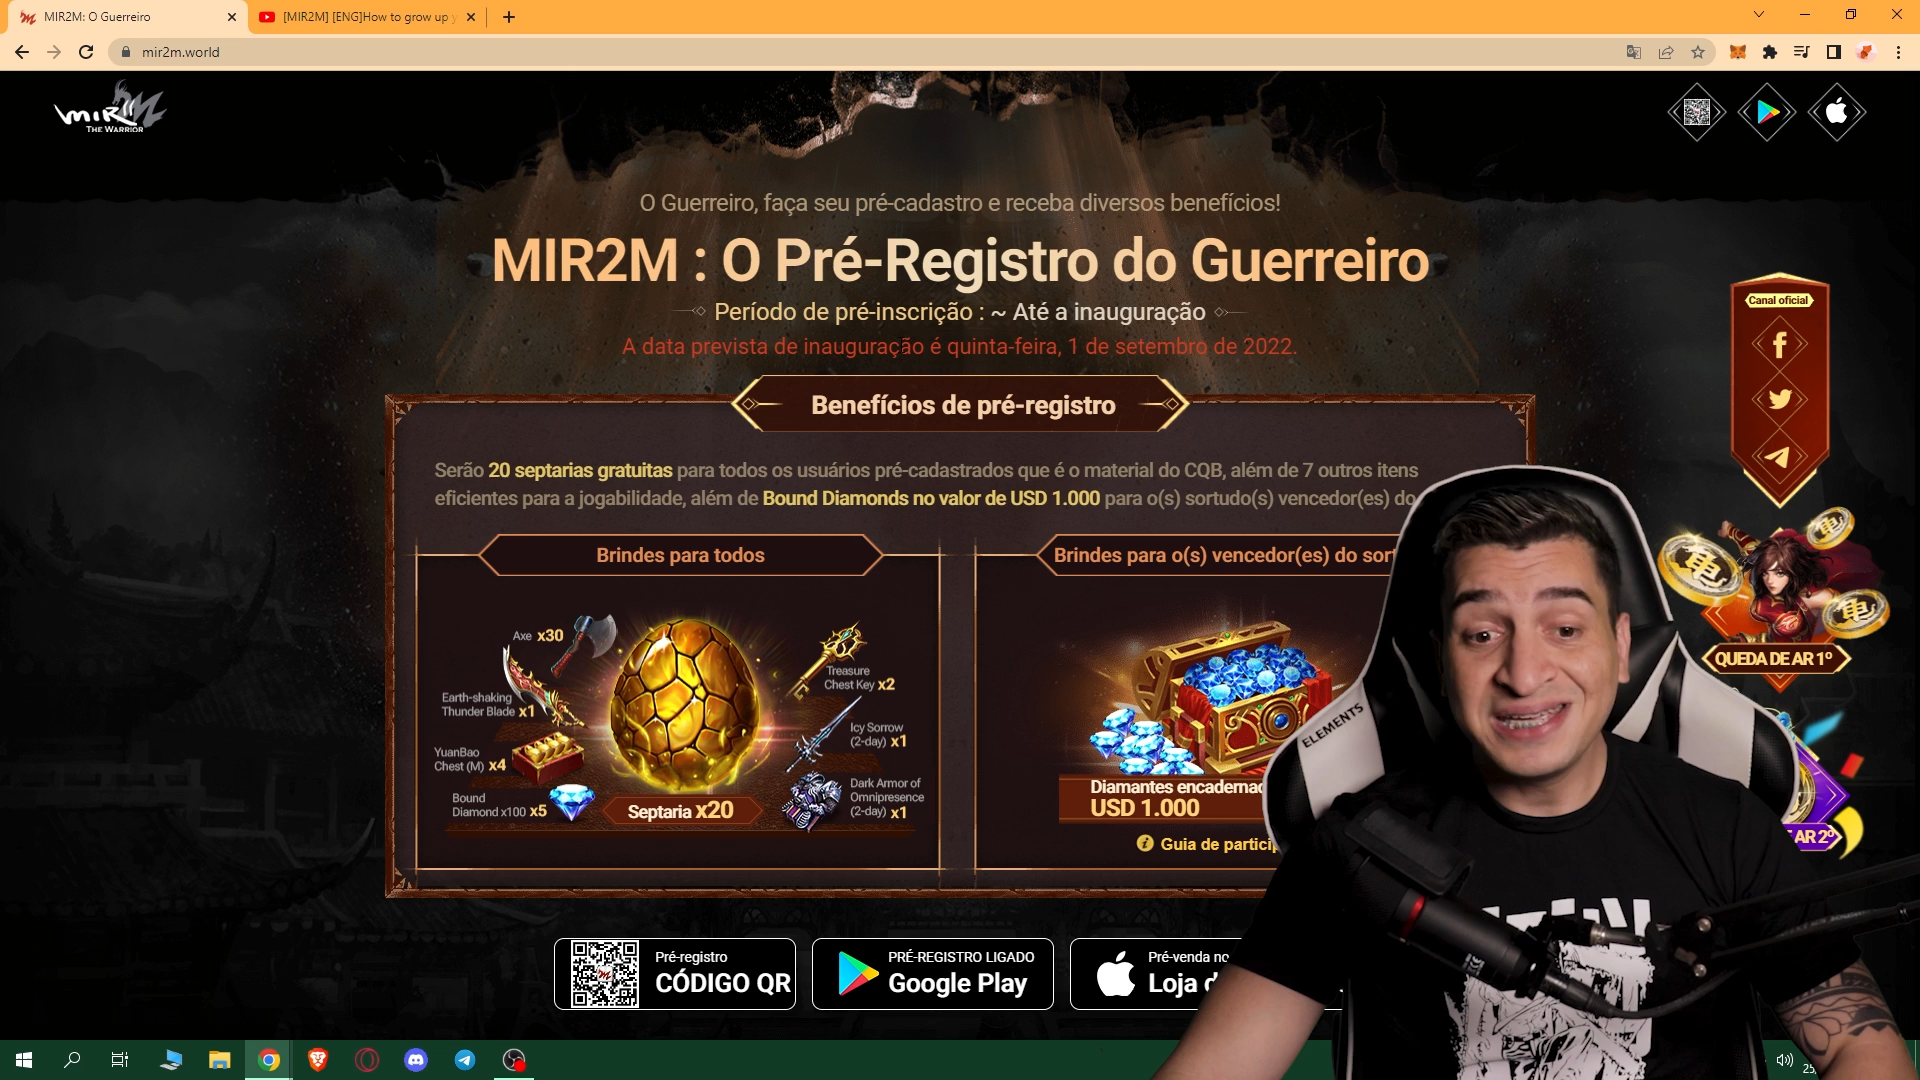 MIR2M: O Guerreiro
[MIR2M] [ENG]How to grow up
mir2m.world
MIR2M
THE WARRIOR
O Guerreiro, faça seu pré-cadastro e receba diversos benefícios!
MIR2M : O Pré-Registro do Guerreiro
Período de pré-inscrição : ~ Até a inauguração
A data prevista de inauguração é quinta-feira, 1 de setembro de 2022.
Canal oficial
Benefícios de pré-registro
Serão 20 septarias gratuitas para todos os usuários pré-cadastrados que é o material do CQB, além de 7 outros itens
eficientes para a jogabilidade, além de Bound Diamonds no valor de USD 1.000 para o(s) sortudo(s) vencedor(es) do
Brindes para todos
Brindes para o(s) vencedor(es) do sort
Axe x30
Earth-shaking
Thunder Blade x1
YuanBao
Chest (M) x4
Bound
Diamond x100 x5
Septaria x20
Treasure
Chest Key x2
Icy Sorrow
(2-day) x1
Dark Armor of
Omnipresence
(2-day) x1
Diamantes encadernad
USD 1.000
Guia de particip
QUEDA DE AR 1º
AR 2º
ELEMENTS
Pré-registro
CÓDIGO QR
PRÉ-REGISTRO LIGADO
Google Play
Pré-venda no
Loja d
25